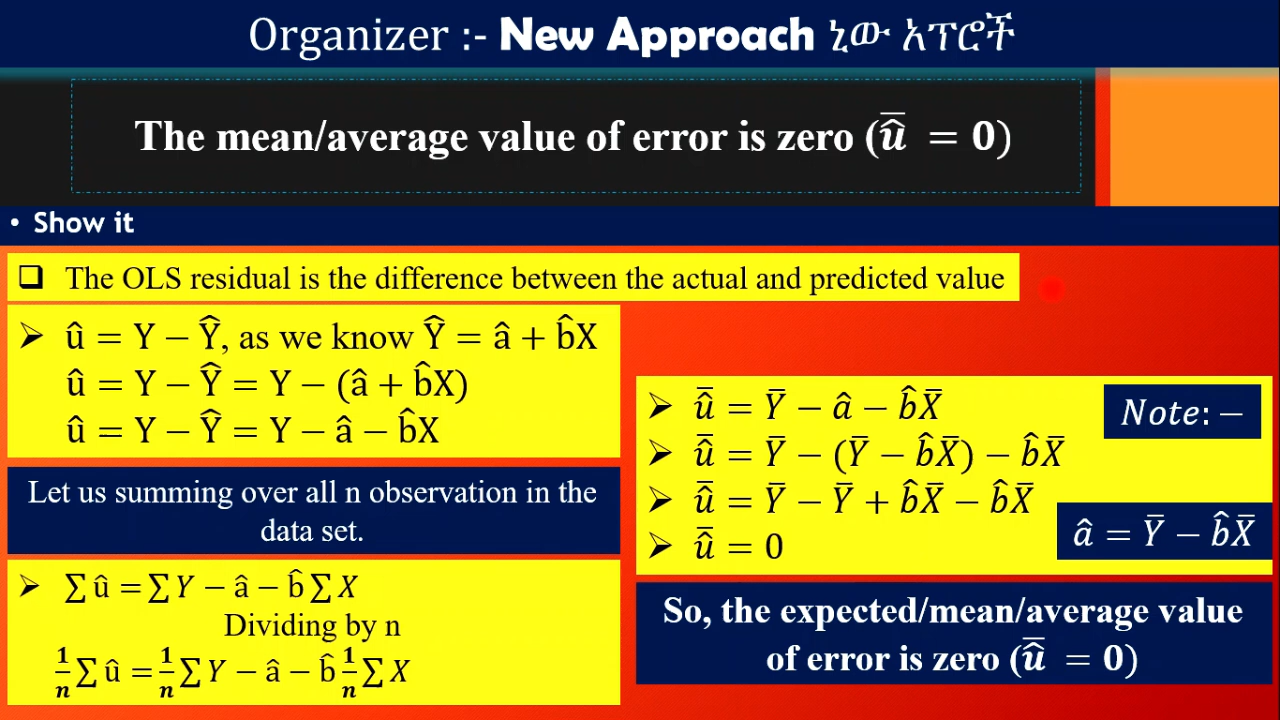 Organizer :- New Approach ኒው አፕሮች
The mean/average value of error is zero (û̅ = 0)
• Show it
❑ The OLS residual is the difference between the actual and predicted value
➢ û = Y − Ŷ, as we know Ŷ = â + b̂X
û = Y − Ŷ = Y − (â + b̂X)
û = Y − Ŷ = Y − â − b̂X
Let us summing over all n observation in the
data set.
➢ ∑ û = ∑ Y − â − b̂ ∑ X
Dividing by n
1/n ∑ û = 1/n ∑ Y − â − b̂ 1/n ∑ X
➢ û̅ = Y̅ − â − b̂X̅
Note: −
➢ û̅ = Y̅ − (Y̅ − b̂X̅) − b̂X̅
➢ û̅ = Y̅ − Y̅ + b̂X̅ − b̂X̅
➢ û̅ = 0
â = Y̅ − b̂X̅
So, the expected/mean/average value
of error is zero (û̅ = 0)